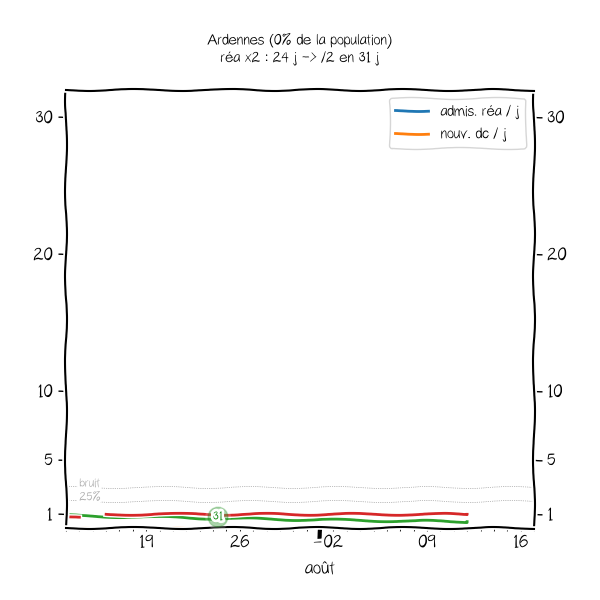 Ardennes (0% de la population)
réa x2 : 24 j -> /2 en 31 j
admis. réa / j
nouv. dc / j
30
30
20
20
10
10
5
5
bruit
25%
1
31
1
19
26
02
09
16
août